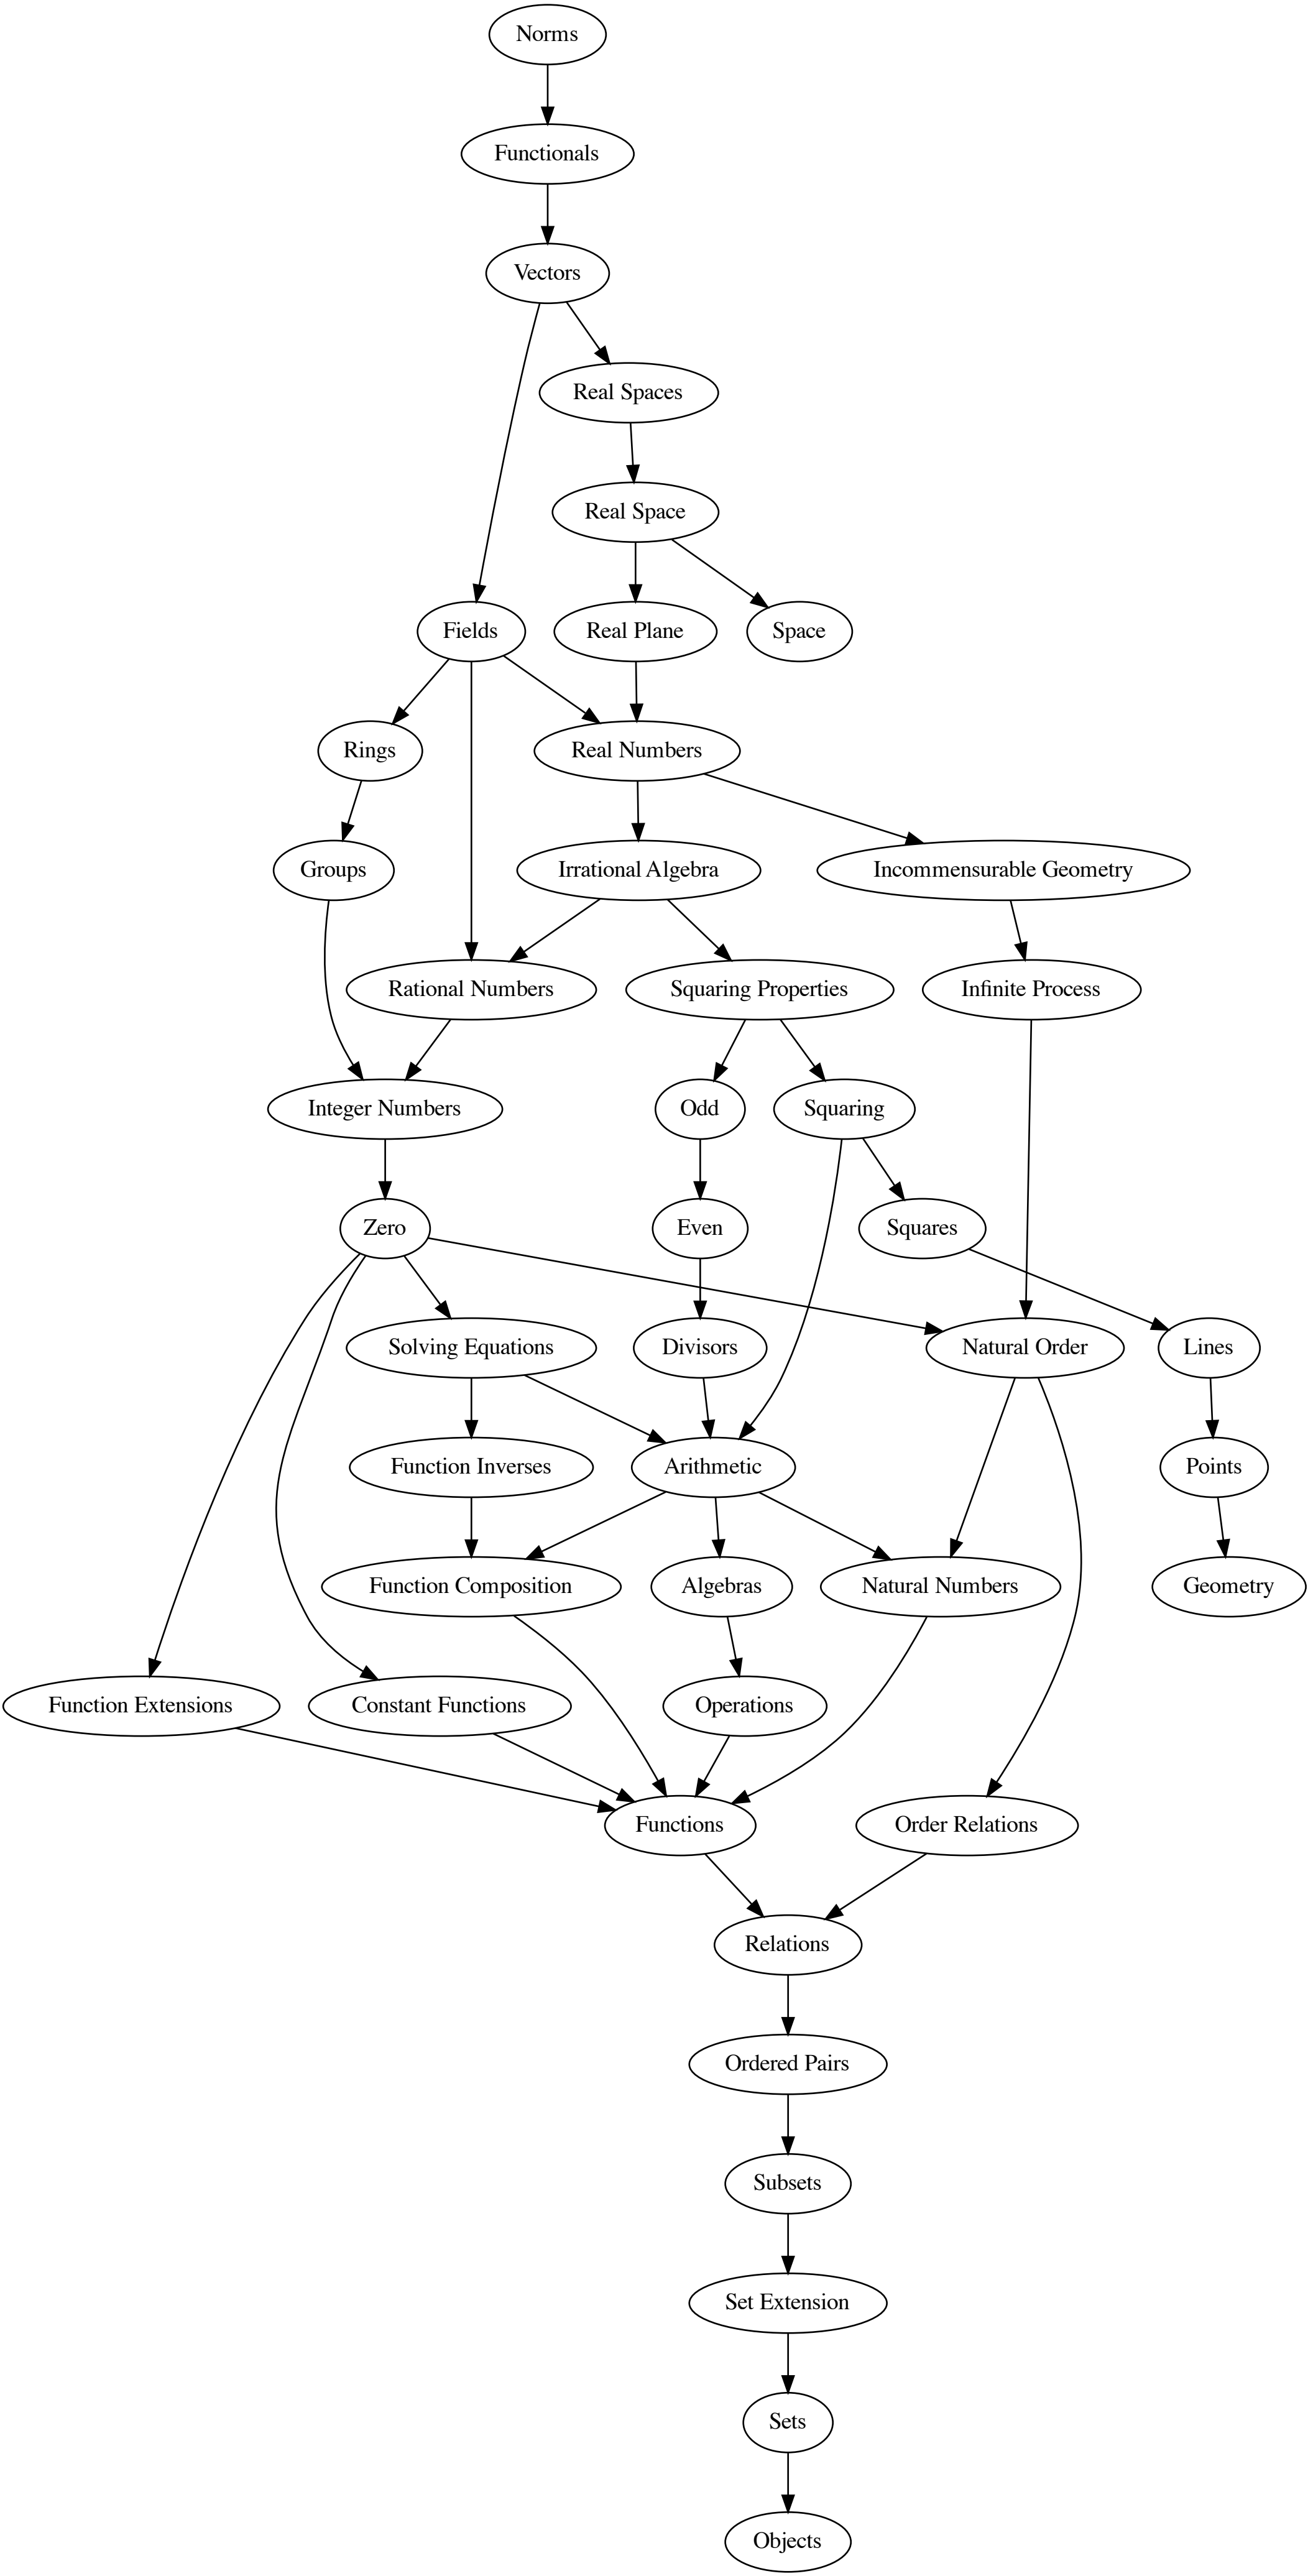 Norms
Functionals
Vectors
Real Spaces
Real Space
Fields
Real Plane
Space
Rings
Real Numbers
Groups
Irrational Algebra
Incommensurable Geometry
Rational Numbers
Squaring Properties
Infinite Process
Integer Numbers
Odd
Squaring
Zero
Even
Squares
Solving Equations
Divisors
Natural Order
Lines
Function Inverses
Arithmetic
Points
Function Composition
Algebras
Natural Numbers
Geometry
Function Extensions
Constant Functions
Operations
Functions
Order Relations
Relations
Ordered Pairs
Subsets
Set Extension
Sets
Objects